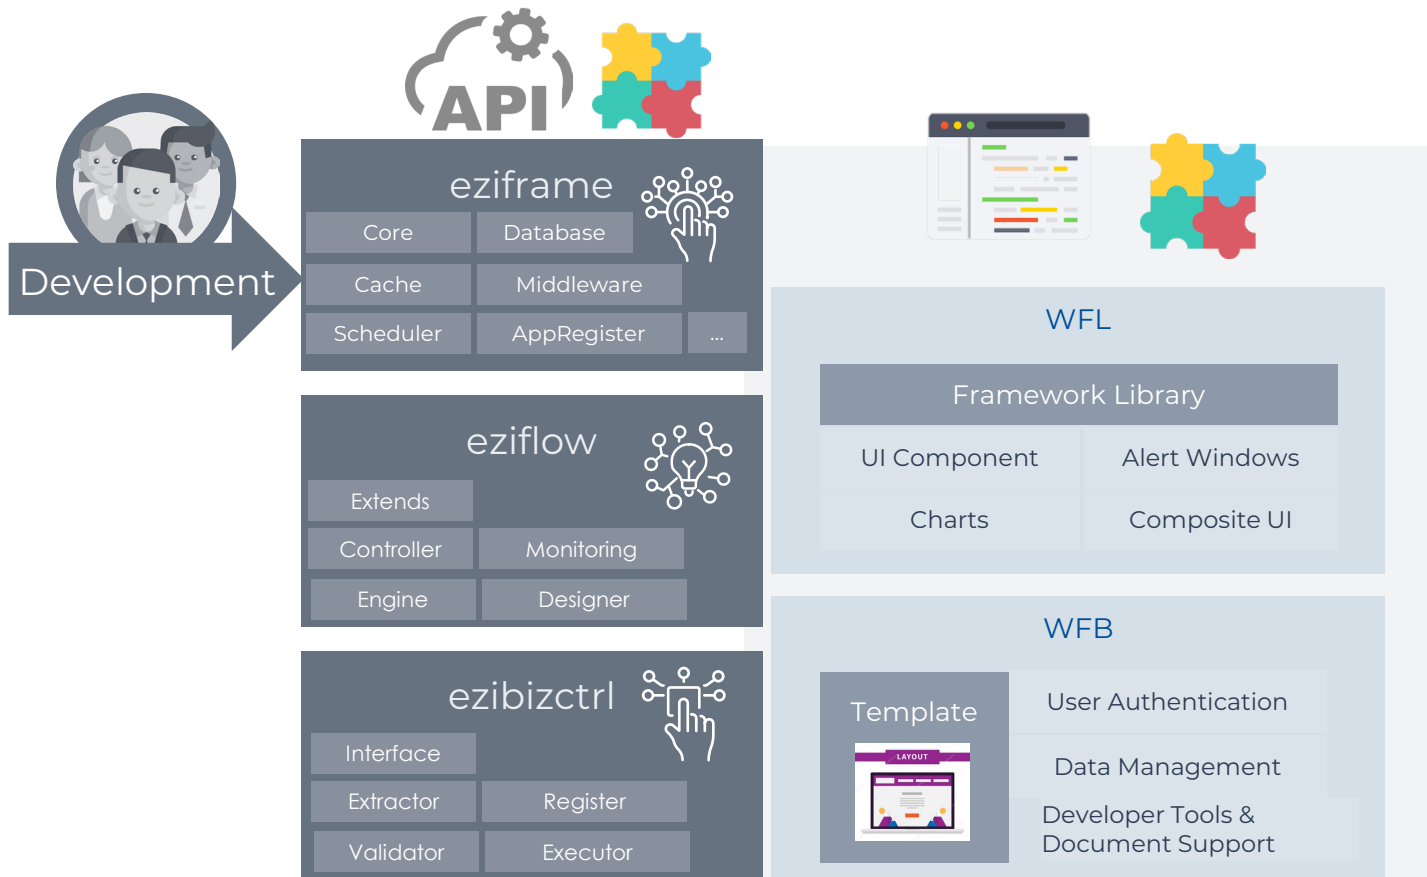 API
Development
eziframe
Core
Database
Cache
Middleware
Scheduler
AppRegister
...
eziflow
Extends
Controller
Monitoring
Engine
Designer
ezibizctrl
Interface
Extractor
Register
Validator
Executor
WFL
Framework Library
UI Component
Alert Windows
Charts
Composite UI
WFB
Template
LAYOUT
User Authentication
Data Management
Developer Tools &
Document Support